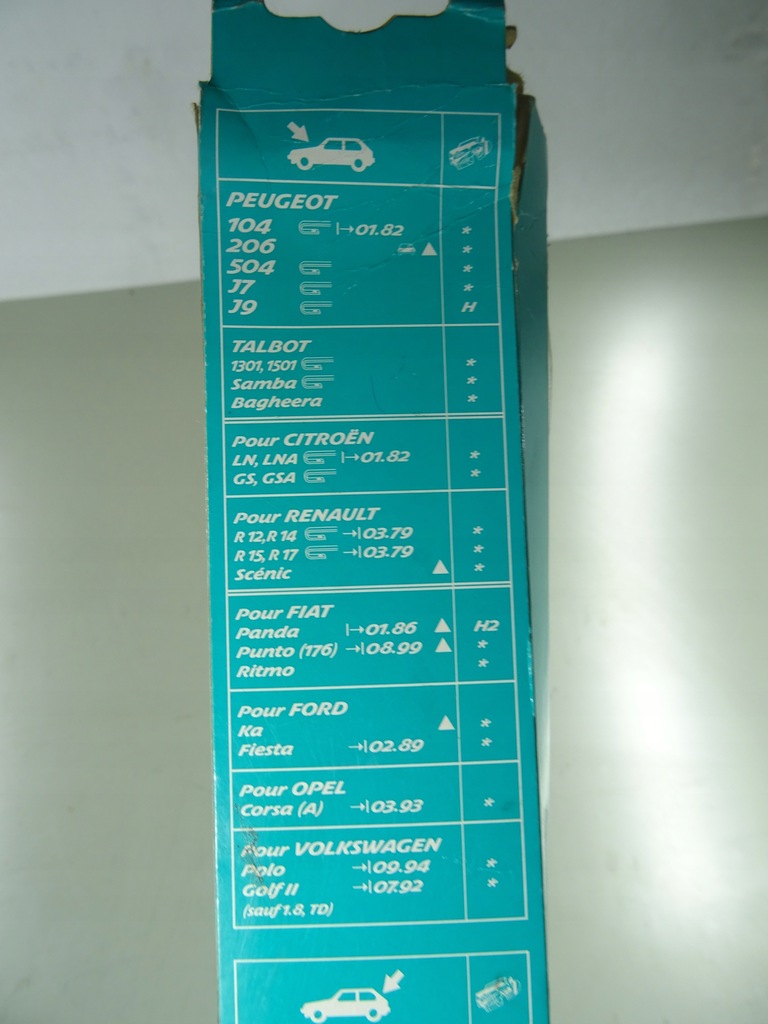 PEUGEOT
104 |→01.82 *
206 ▲ *
504 *
J7 *
J9 H
TALBOT
1301, 1501 *
Samba *
Bagheera *
Pour CITROËN
LN, LNA |→01.82 *
GS, GSA *
Pour RENAULT
R 12, R 14 →|03.79 *
R 15, R 17 →|03.79 *
Scénic ▲ *
Pour FIAT
Panda |→01.86 ▲ H2
Punto (176) →|08.99 ▲ *
Ritmo *
Pour FORD
Ka ▲ *
Fiesta →|02.89 *
Pour OPEL
Corsa (A) →|03.93 *
Pour VOLKSWAGEN
Polo →|09.94 *
Golf II →|07.92 *
(sauf 1.8, TD)